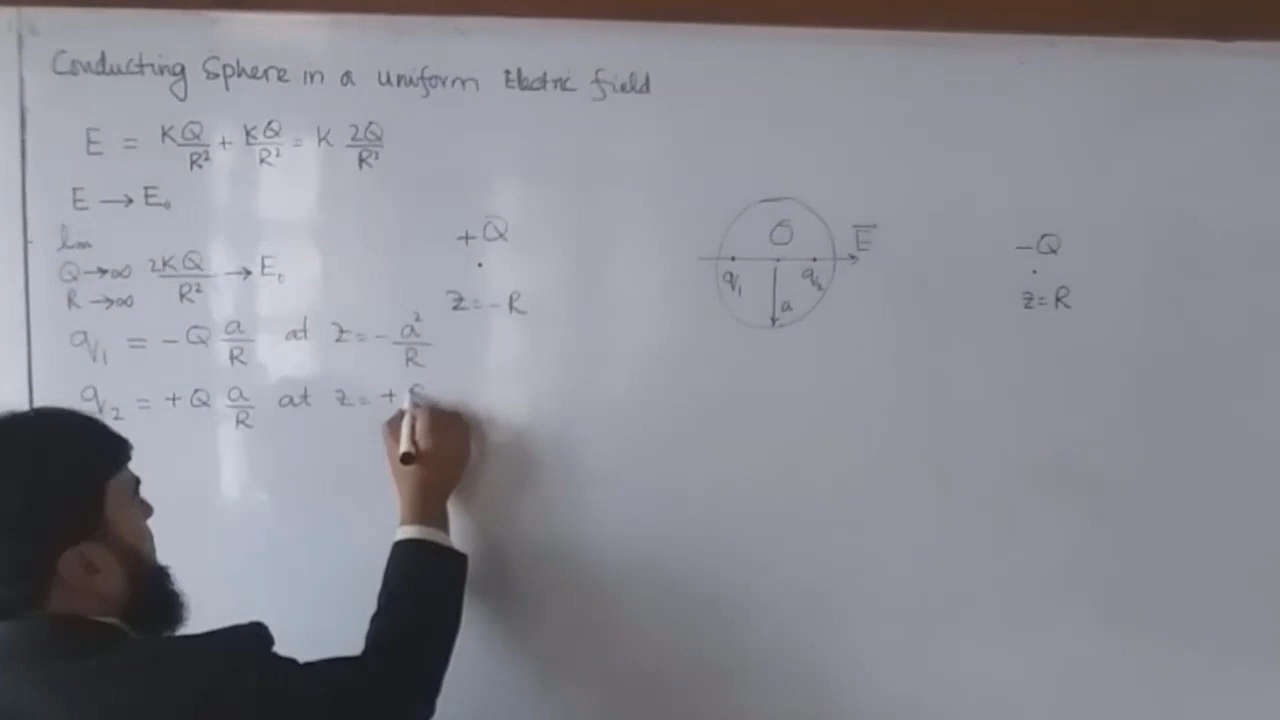 Conducting Sphere in a uniform Electric field
E = KQ/R² + KQ/R² = K 2Q/R²
E → E₀
lim Q→∞ R→∞ 2KQ/R² → E₀
q₁ = -Q a/R at z = - a²/R
q₂ = +Q a/R at z = +
+Q
z = -R
O
E
q₁ q₂
a
-Q
z = R